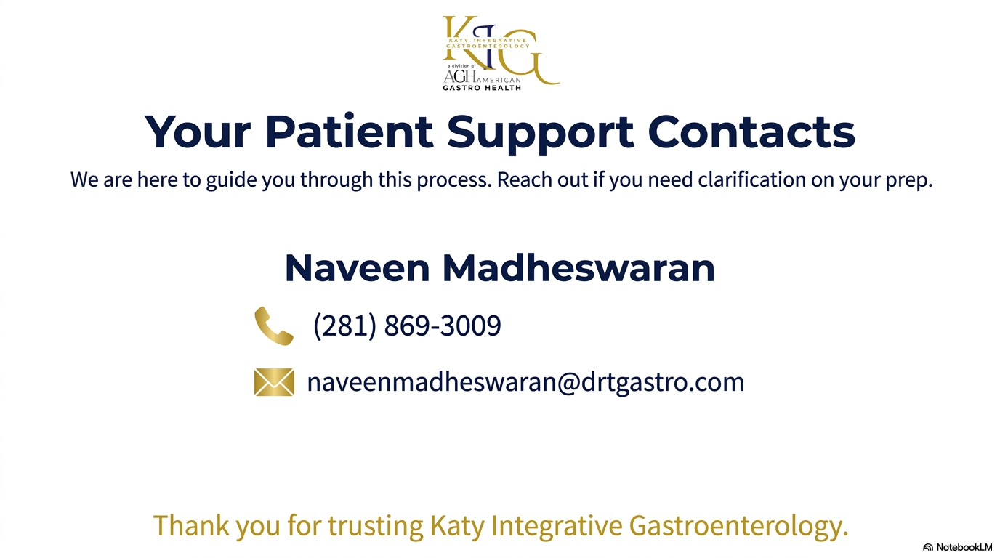 KIG
KATY INTEGRATIVE
GASTROENTEROLOGY
a division of
AGH AMERICAN
GASTRO HEALTH
Your Patient Support Contacts
We are here to guide you through this process. Reach out if you need clarification on your prep.
Naveen Madheswaran
(281) 869-3009
naveenmadheswaran@drtgastro.com
Thank you for trusting Katy Integrative Gastroenterology.
NotebookLM